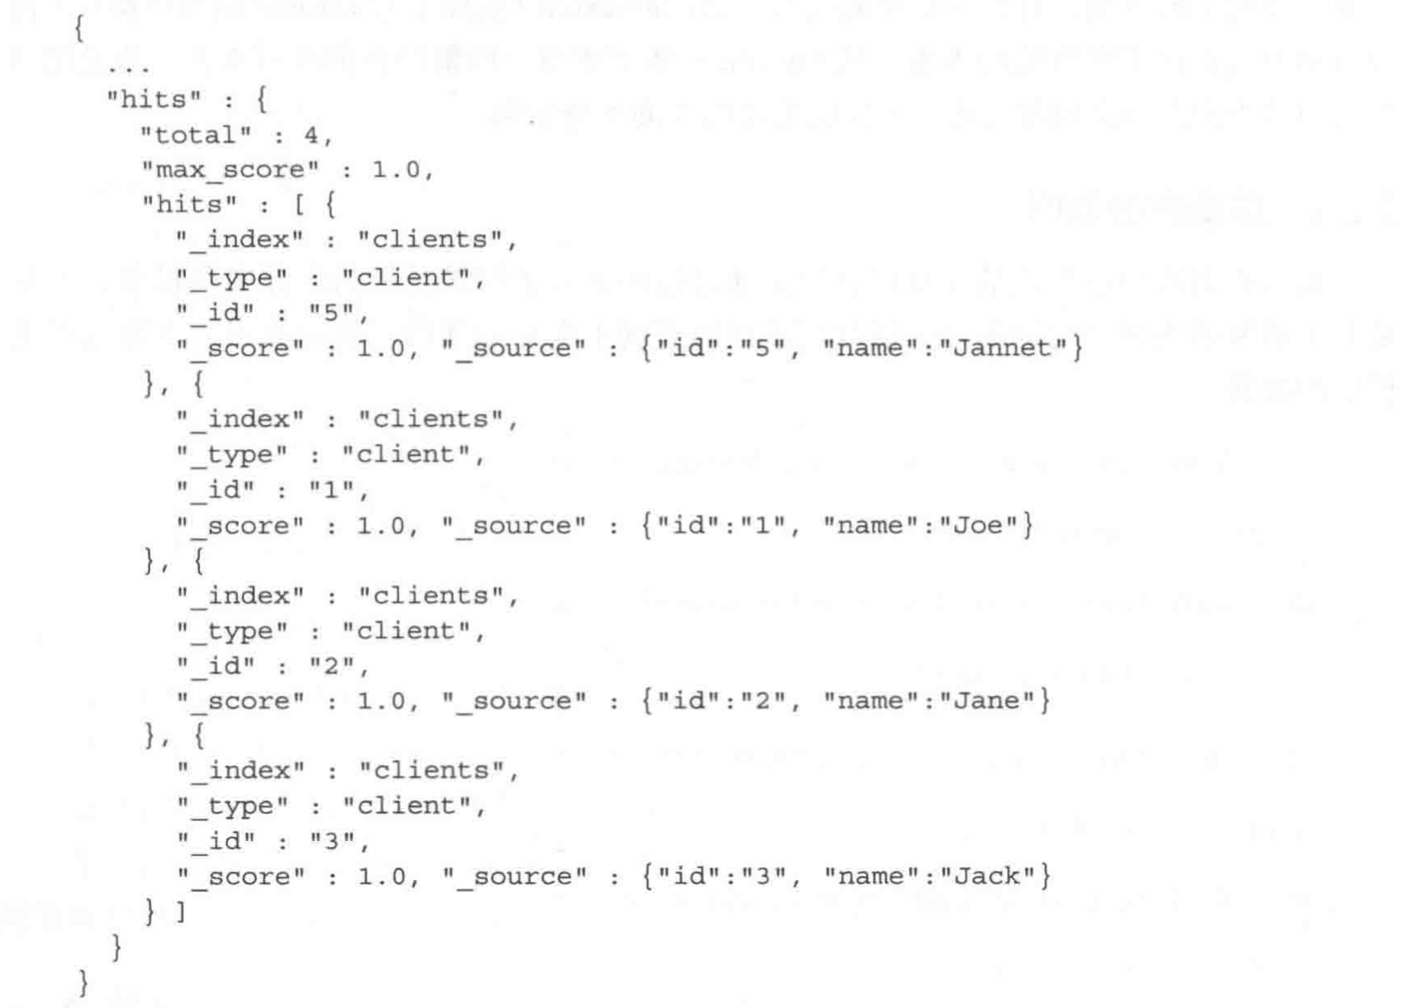 {
...
"hits" : {
"total" : 4,
"max_score" : 1.0,
"hits" : [ {
"_index" : "clients",
"_type" : "client",
"_id" : "5",
"_score" : 1.0, "_source" : {"id":"5", "name":"Jannet"}
}, {
"_index" : "clients",
"_type" : "client",
"_id" : "1",
"_score" : 1.0, "_source" : {"id":"1", "name":"Joe"}
}, {
"_index" : "clients",
"_type" : "client",
"_id" : "2",
"_score" : 1.0, "_source" : {"id":"2", "name":"Jane"}
}, {
"_index" : "clients",
"_type" : "client",
"_id" : "3",
"_score" : 1.0, "_source" : {"id":"3", "name":"Jack"}
} ]
}
}